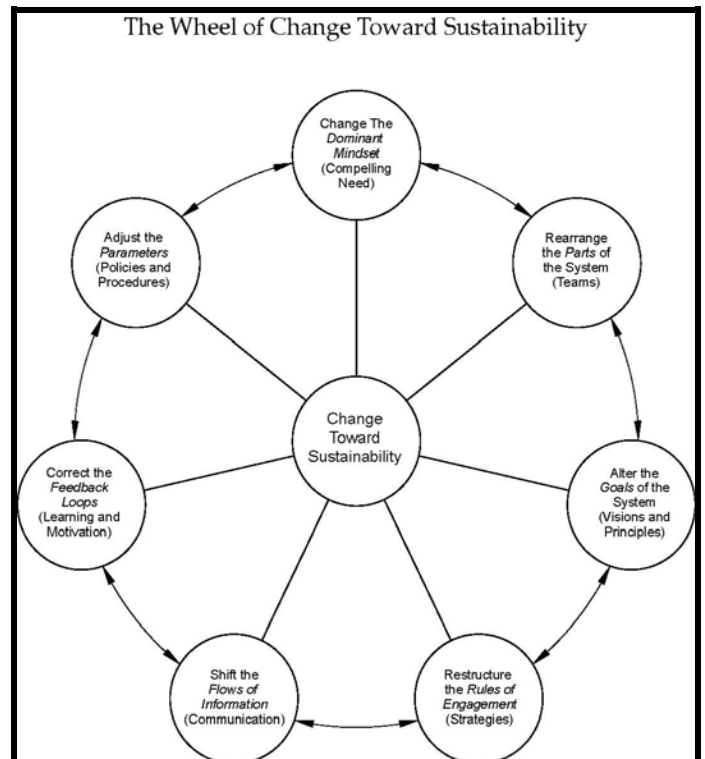 The Wheel of Change Toward Sustainability
Change The
Dominant
Mindset
(Compelling
Need)
Rearrange
the Parts of
the System
(Teams)
Alter the
Goals of the
System
(Visions and
Principles)
Restructure
the Rules of
Engagement
(Strategies)
Shift the
Flows of
Information
(Communication)
Correct the
Feedback
Loops
(Learning and
Motivation)
Adjust the
Parameters
(Policies and
Procedures)
Change
Toward
Sustainability